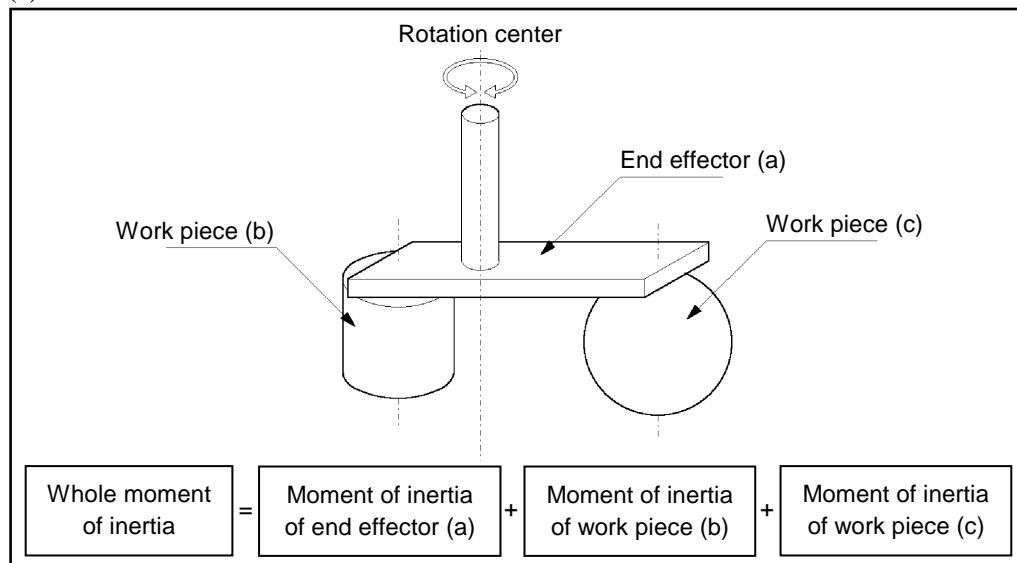 Rotation center
End effector (a)
Work piece (b)
Work piece (c)
Whole moment
of inertia
=
Moment of inertia
of end effector (a)
+
Moment of inertia
of work piece (b)
+
Moment of inertia
of work piece (c)